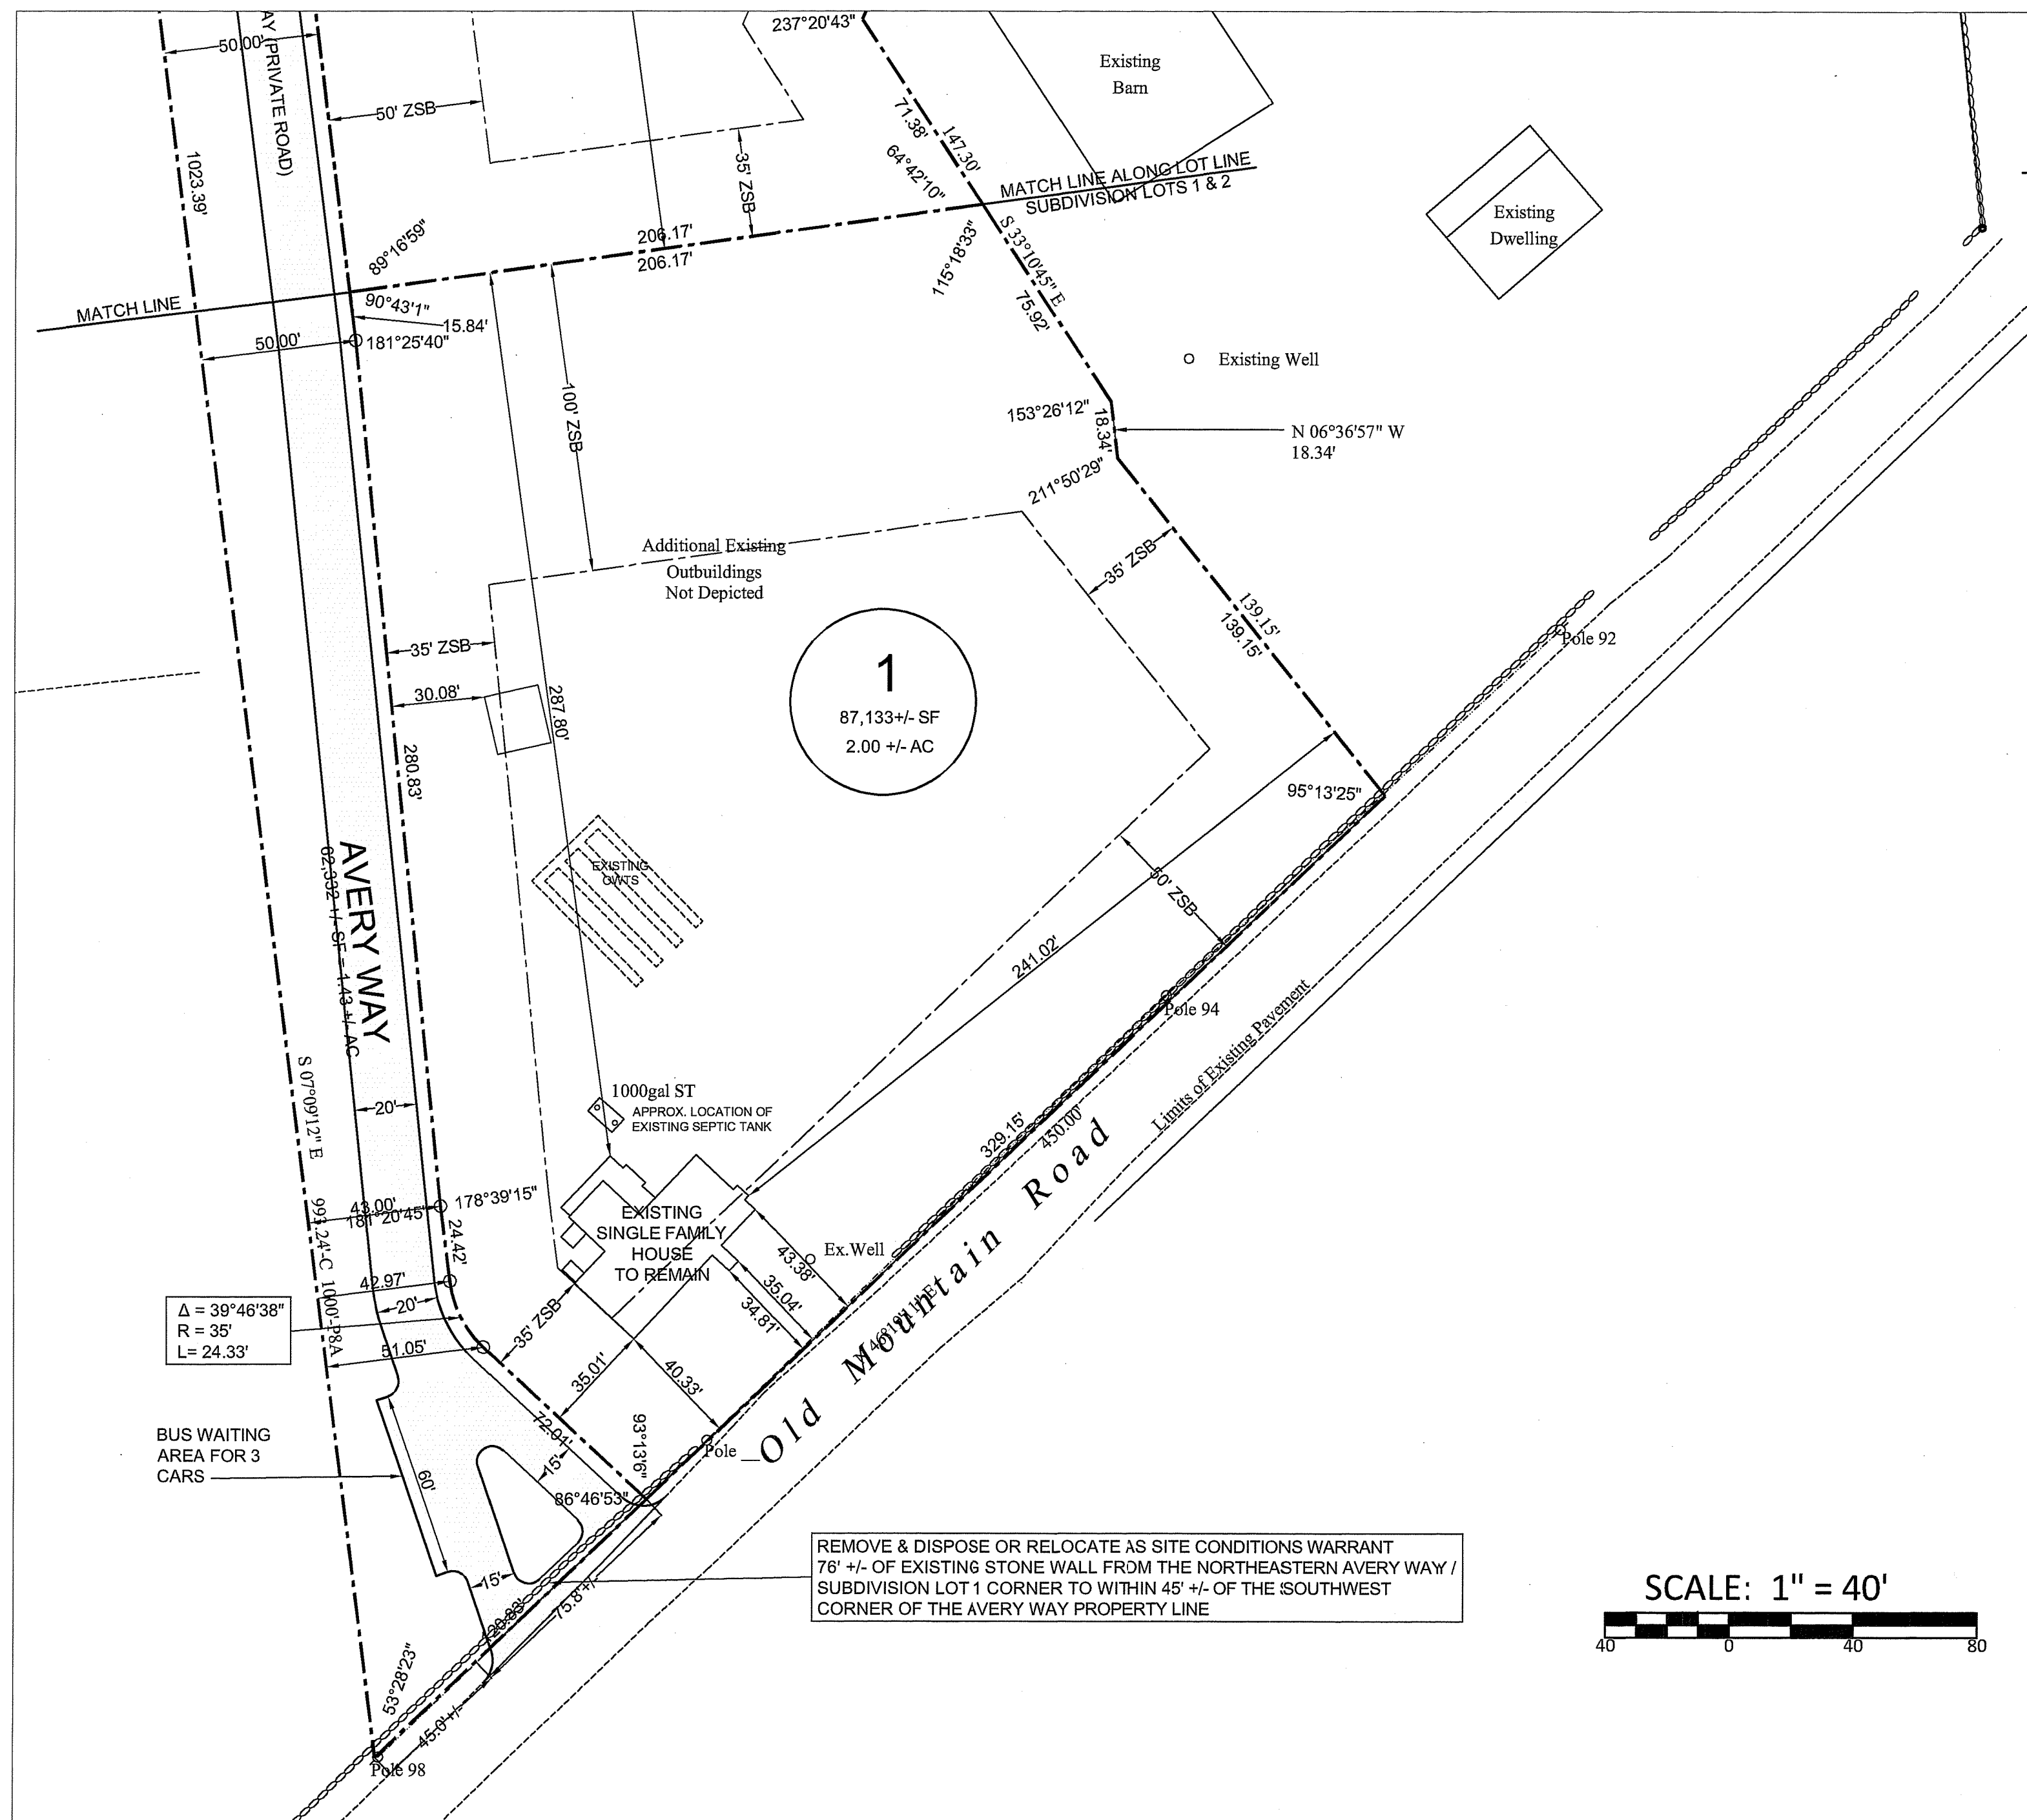 50.00'
AY (PRIVATE ROAD)
237°20'43"
Existing
Barn
50' ZSB
71.38'
147.30'
64°42'10"
35' ZSB
1023.39'
MATCH LINE ALONG LOT LINE
SUBDIVISION LOTS 1 & 2
Existing
Dwelling
89°16'59"
206.17'
206.17'
115°18'33"
S 33°10'45" E
75.92'
MATCH LINE
90°43'1"
15.84'
50.00'
181°25'40"
Existing Well
100' ZSB
153°26'12"
18.34'
N 06°36'57" W
18.34'
211°50'29"
Additional Existing
Outbuildings
Not Depicted
35' ZSB
139.15'
139.15'
Pole 92
35' ZSB
30.08'
287.80'
1
87,133+/- SF
2.00 +/- AC
280.83'
95°13'25"
EXISTING
OWTS
50' ZSB
AVERY WAY
62,332 +/- SF = 1.43 +/- AC
241.02'
Pole 94
Limits of Existing Pavement
S 07°09'12" E
993.24'-C 1000'-P8A
20'
1000gal ST
APPROX. LOCATION OF
EXISTING SEPTIC TANK
329.15'
450.00'
43.00'
181°20'45"
178°39'15"
24.42'
EXISTING
SINGLE FAMILY
HOUSE
TO REMAIN
Ex.Well
43.38'
35.04'
34.81'
42.97'
20'
Δ = 39°46'38"
R = 35'
L= 24.33'
51.05'
35' ZSB
Old Mountain Road
35.01'
40.33'
72.01'
93°13'6"
Pole
BUS WAITING
AREA FOR 3
CARS
60'
15'
86°46'53"
REMOVE & DISPOSE OR RELOCATE AS SITE CONDITIONS WARRANT
76' +/- OF EXISTING STONE WALL FROM THE NORTHEASTERN AVERY WAY /
SUBDIVISION LOT 1 CORNER TO WITHIN 45' +/- OF THE SOUTHWEST
CORNER OF THE AVERY WAY PROPERTY LINE
15'
120.83'
75.8'+/-
53°28'23"
45.0'+/-
Pole 98
SCALE: 1" = 40'
40 0 40 80